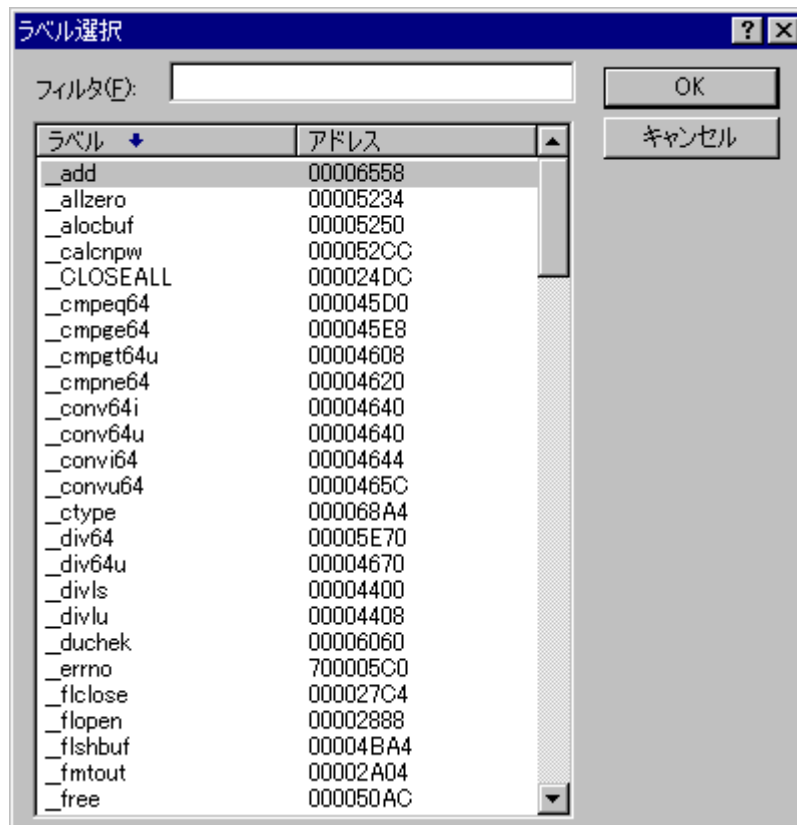 ラベル選択
フィルタ(F):
OK
キャンセル
ラベル アドレス
_add 00006558
_allzero 00005234
_alocbuf 00005250
_calcnpw 000052CC
_CLOSEALL 000024DC
_cmpeq64 000045D0
_cmpge64 000045E8
_cmpgt64u 00004608
_cmpne64 00004620
_conv64i 00004640
_conv64u 00004640
_convi64 00004644
_convu64 0000465C
_ctype 000068A4
_div64 00005E70
_div64u 00004670
_divls 00004400
_divlu 00004408
_duchek 00006060
_errno 700005C0
_flclose 000027C4
_flopen 00002888
_flshbuf 00004BA4
_fmtout 00002A04
_free 000050AC